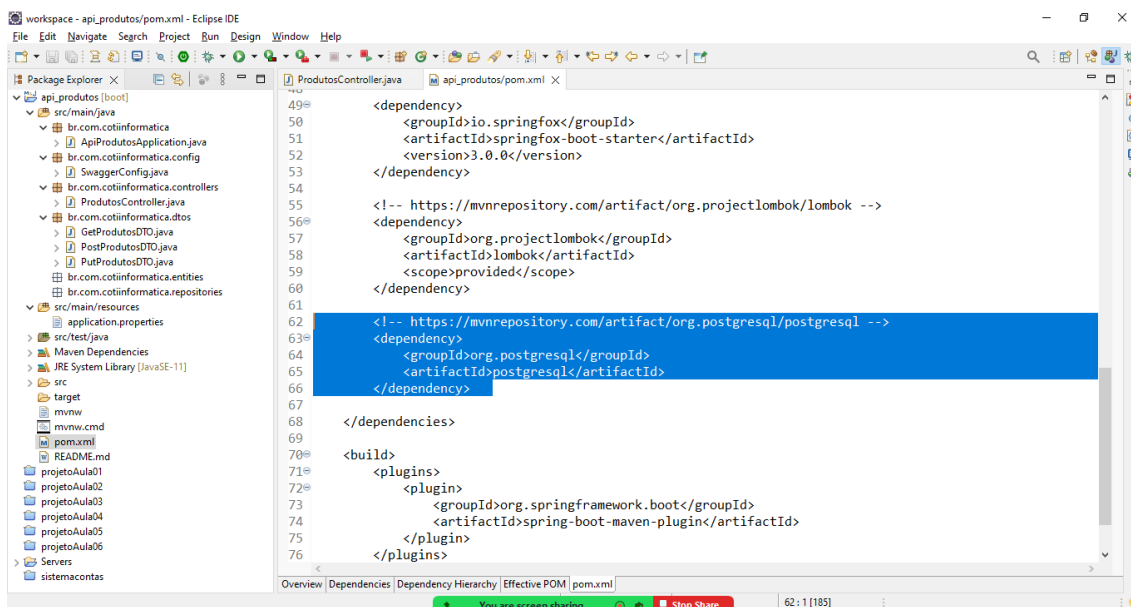 workspace - api_produtos/pom.xml - Eclipse IDE
File Edit Navigate Search Project Run Design Window Help
Package Explorer
api_produtos [boot]
src/main/java
br.com.cotiinformatica
ApiProdutosApplication.java
br.com.cotiinformatica.config
SwaggerConfig.java
br.com.cotiinformatica.controllers
ProdutosController.java
br.com.cotiinformatica.dtos
GetProdutosDTO.java
PostProdutosDTO.java
PutProdutosDTO.java
br.com.cotiinformatica.entities
br.com.cotiinformatica.repositories
src/main/resources
application.properties
src/test/java
Maven Dependencies
JRE System Library [JavaSE-11]
src
target
mvnw
mvnw.cmd
pom.xml
README.md
projetoAula01
projetoAula02
projetoAula03
projetoAula04
projetoAula05
projetoAula06
Servers
sistemacontas
ProdutosController.java api_produtos/pom.xml
49 <dependency>
50 <groupId>io.springfox</groupId>
51 <artifactId>springfox-boot-starter</artifactId>
52 <version>3.0.0</version>
53 </dependency>
54
55 <!-- https://mvnrepository.com/artifact/org.projectlombok/lombok -->
56 <dependency>
57 <groupId>org.projectlombok</groupId>
58 <artifactId>lombok</artifactId>
59 <scope>provided</scope>
60 </dependency>
61
62 <!-- https://mvnrepository.com/artifact/org.postgresql/postgresql -->
63 <dependency>
64 <groupId>org.postgresql</groupId>
65 <artifactId>postgresql</artifactId>
66 </dependency>
67
68 </dependencies>
69
70 <build>
71 <plugins>
72 <plugin>
73 <groupId>org.springframework.boot</groupId>
74 <artifactId>spring-boot-maven-plugin</artifactId>
75 </plugin>
76 </plugins>
Overview Dependencies Dependency Hierarchy Effective POM pom.xml
You are screen sharing Stop Share
62 : 1 [185]